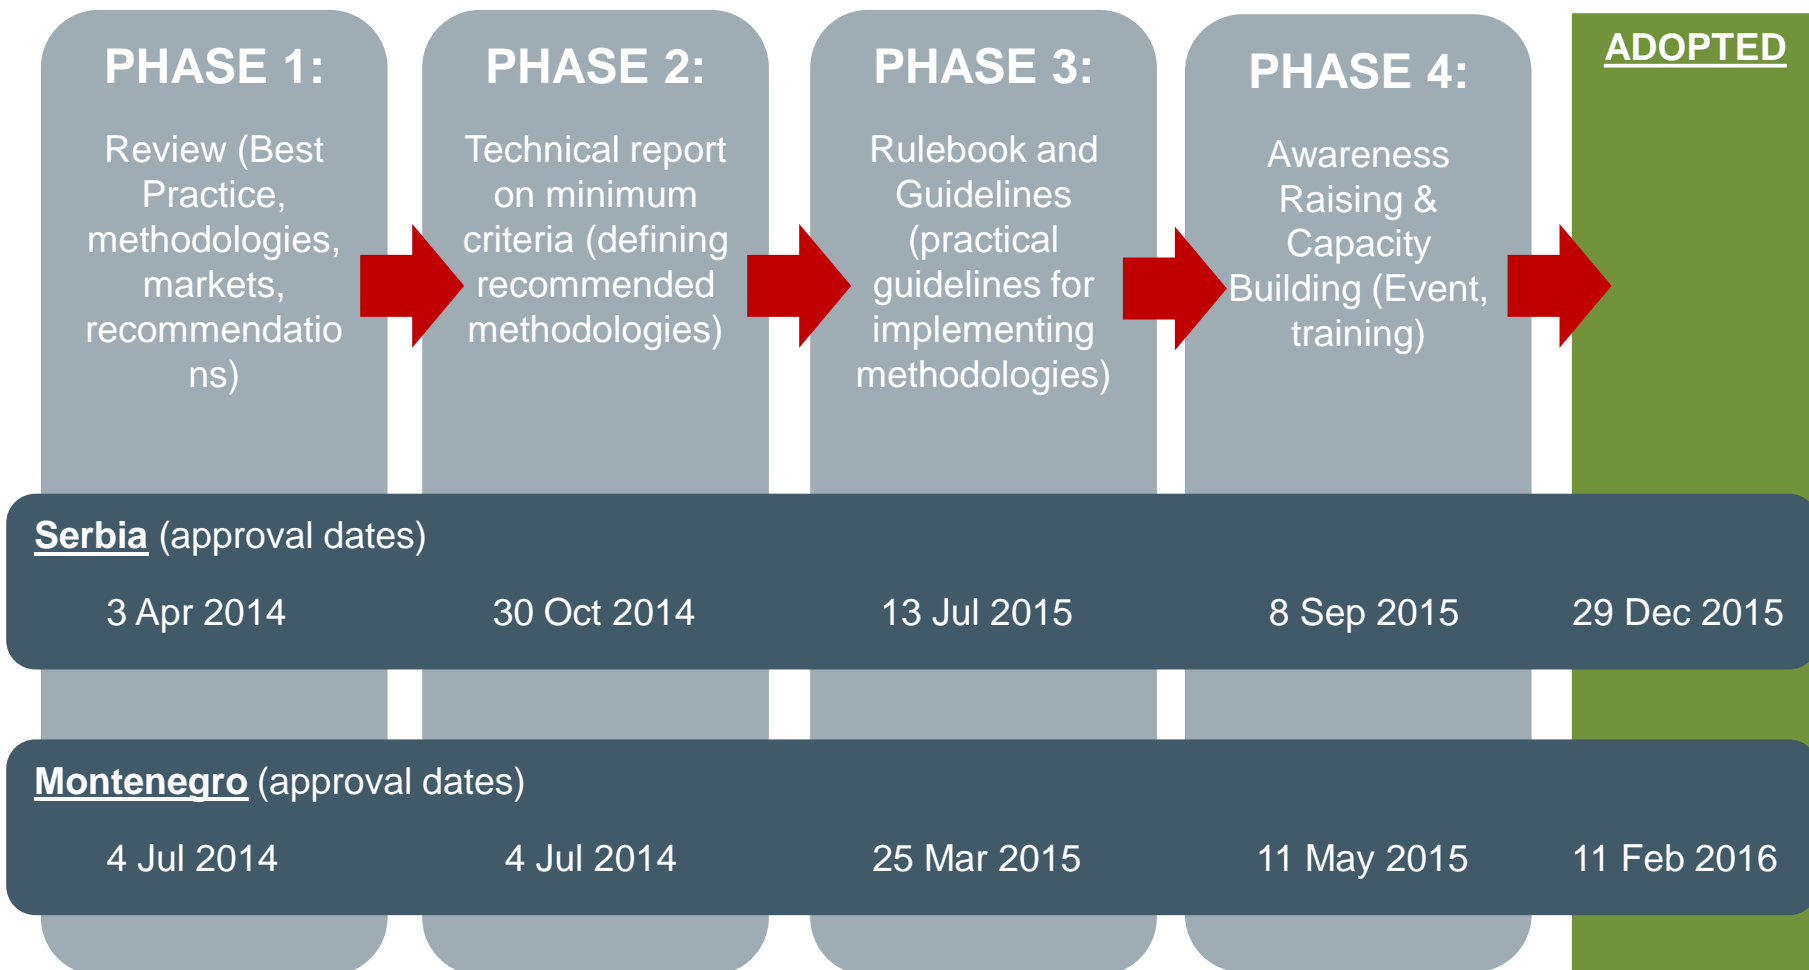 PHASE 1:
Review (Best
Practice,
methodologies,
markets,
recommendatio
ns)
PHASE 2:
Technical report
on minimum
criteria (defining
recommended
methodologies)
PHASE 3:
Rulebook and
Guidelines
(practical
guidelines for
implementing
methodologies)
PHASE 4:
Awareness
Raising &
Capacity
Building (Event,
training)
ADOPTED
Serbia (approval dates)
3 Apr 2014
30 Oct 2014
13 Jul 2015
8 Sep 2015
29 Dec 2015
Montenegro (approval dates)
4 Jul 2014
4 Jul 2014
25 Mar 2015
11 May 2015
11 Feb 2016